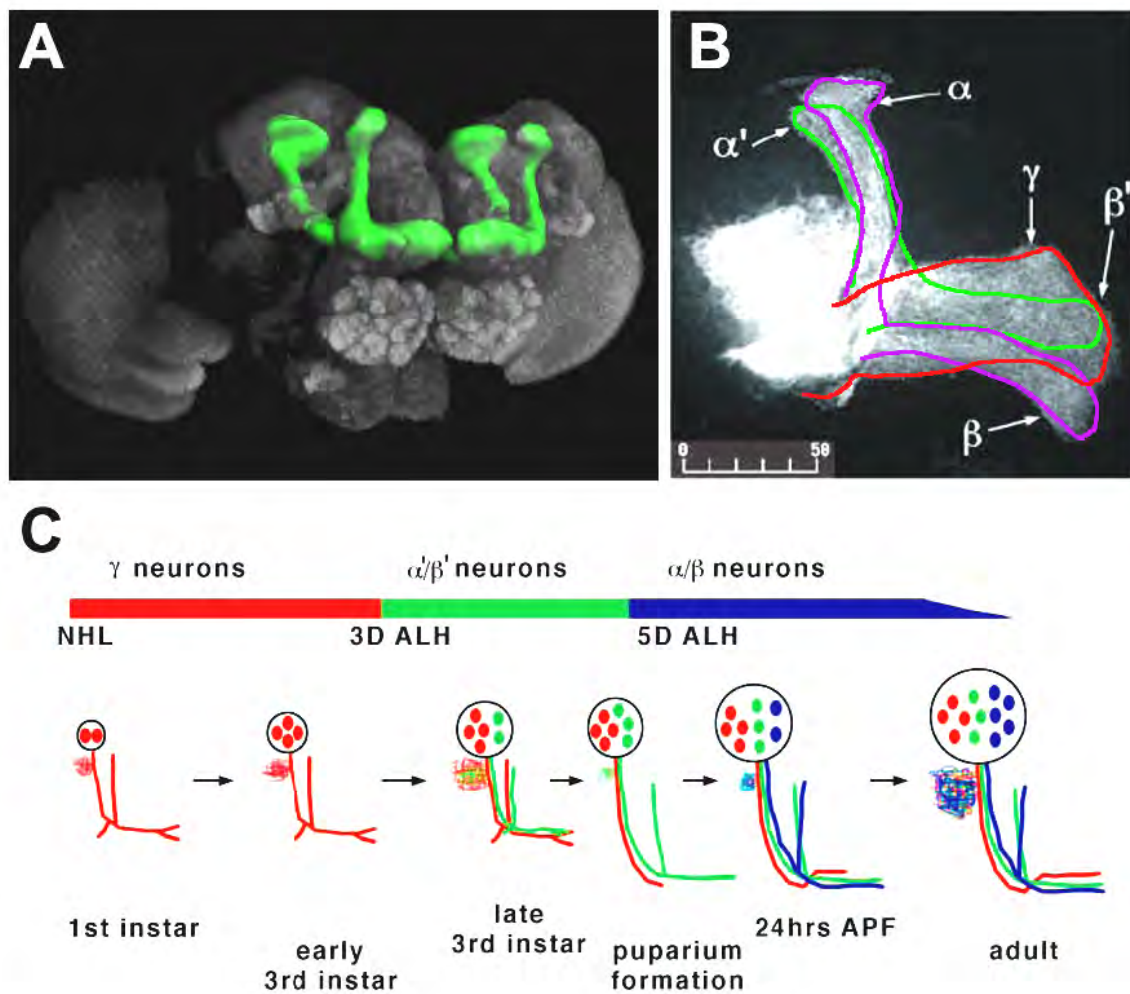 A
B
α
α'
γ
β'
β
0 50
C
γ neurons
α'/β' neurons
α/β neurons
NHL
3D ALH
5D ALH
1st instar
early
3rd instar
late
3rd instar
puparium
formation
24hrs APF
adult